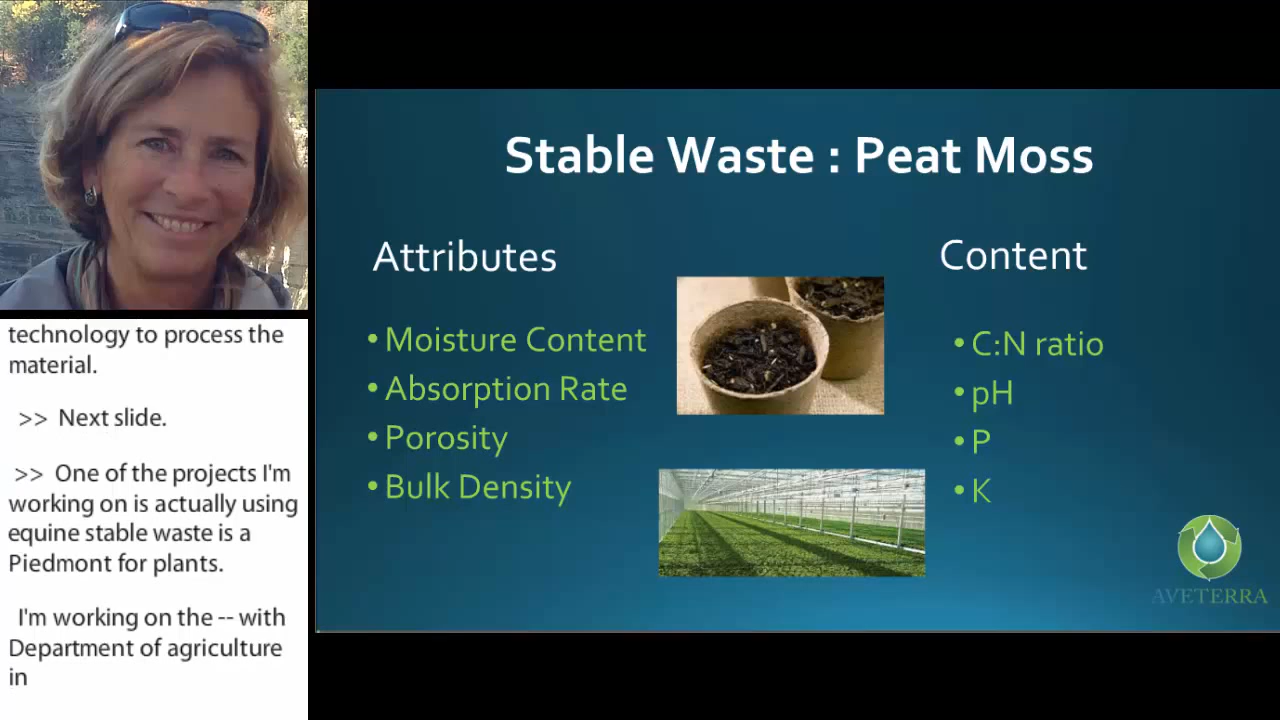 Stable Waste : Peat Moss
Attributes
• Moisture Content
• Absorption Rate
• Porosity
• Bulk Density
Content
• C:N ratio
• pH
• P
• K
AVETERRA
technology to process the
material.
>> Next slide.
>> One of the projects I'm
working on is actually using
equine stable waste is a
Piedmont for plants.
I'm working on the -- with
Department of agriculture
in